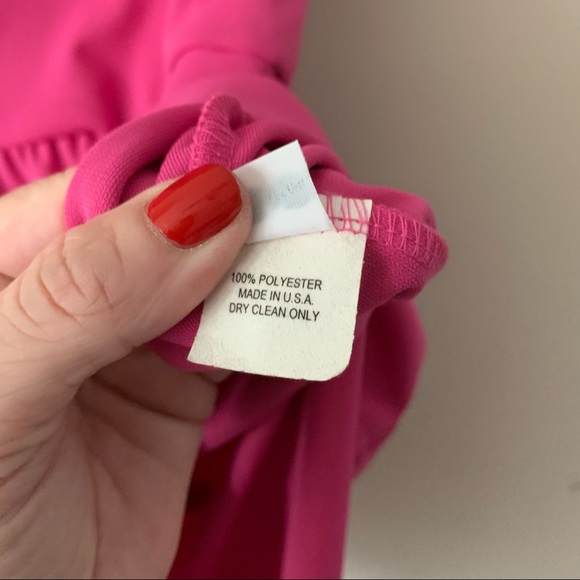 100% POLYESTER
MADE IN U.S.A.
DRY CLEAN ONLY